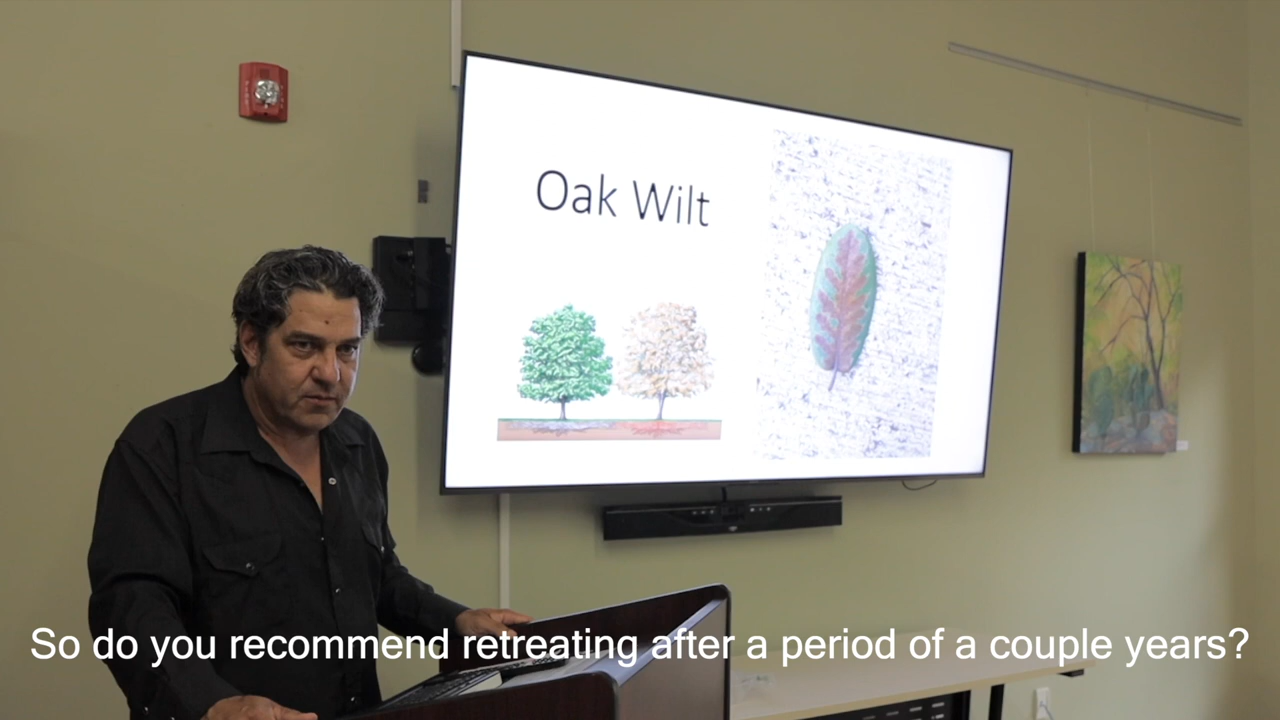 Oak Wilt
So do you recommend retreating after a period of a couple years?